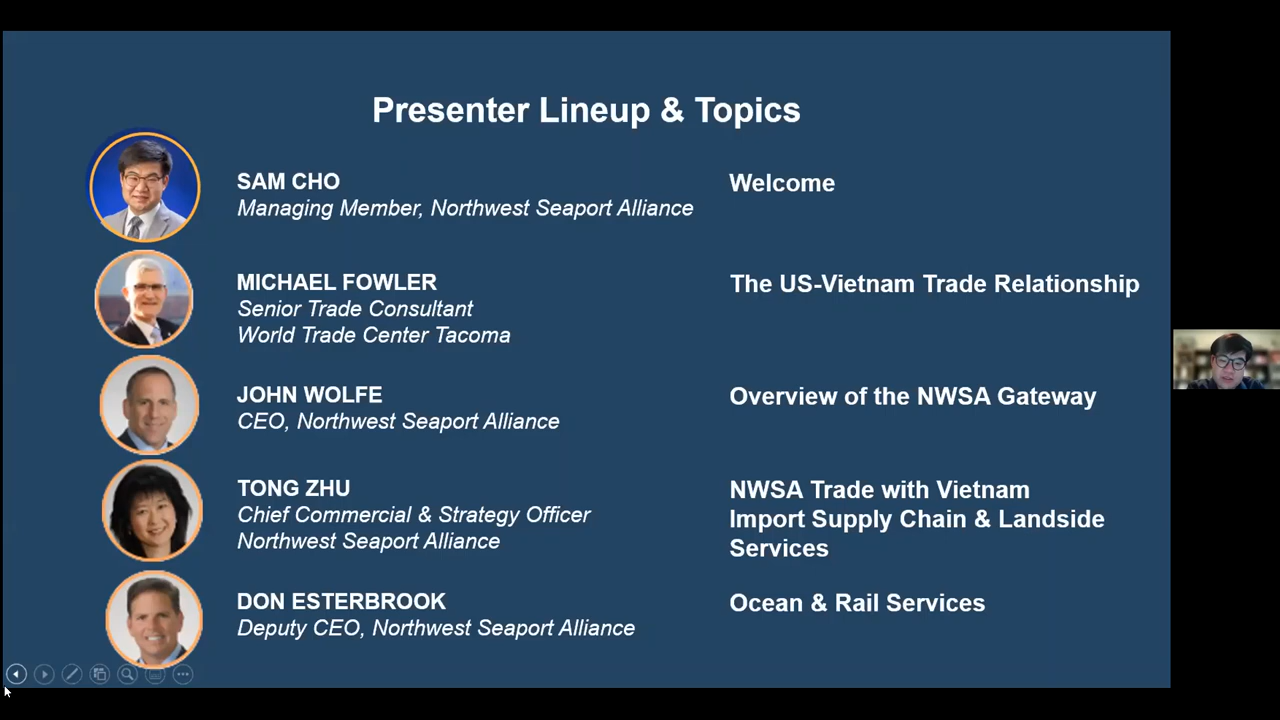 Presenter Lineup & Topics
SAM CHO
Managing Member, Northwest Seaport Alliance
Welcome
MICHAEL FOWLER
Senior Trade Consultant
World Trade Center Tacoma
The US-Vietnam Trade Relationship
JOHN WOLFE
CEO, Northwest Seaport Alliance
Overview of the NWSA Gateway
TONG ZHU
Chief Commercial & Strategy Officer
Northwest Seaport Alliance
NWSA Trade with Vietnam
Import Supply Chain & Landside
Services
DON ESTERBROOK
Deputy CEO, Northwest Seaport Alliance
Ocean & Rail Services